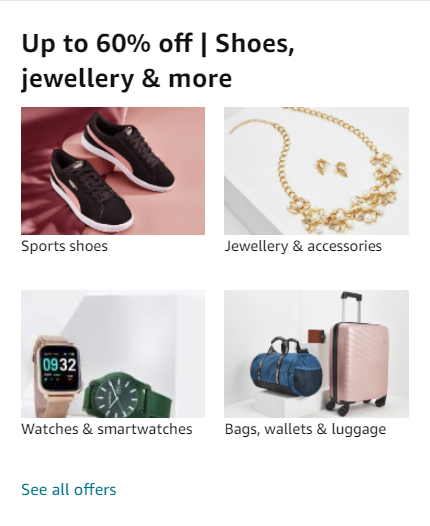 Up to 60% off | Shoes,
jewellery & more
Sports shoes
Jewellery & accessories
09 32
Watches & smartwatches
Bags, wallets & luggage
See all offers